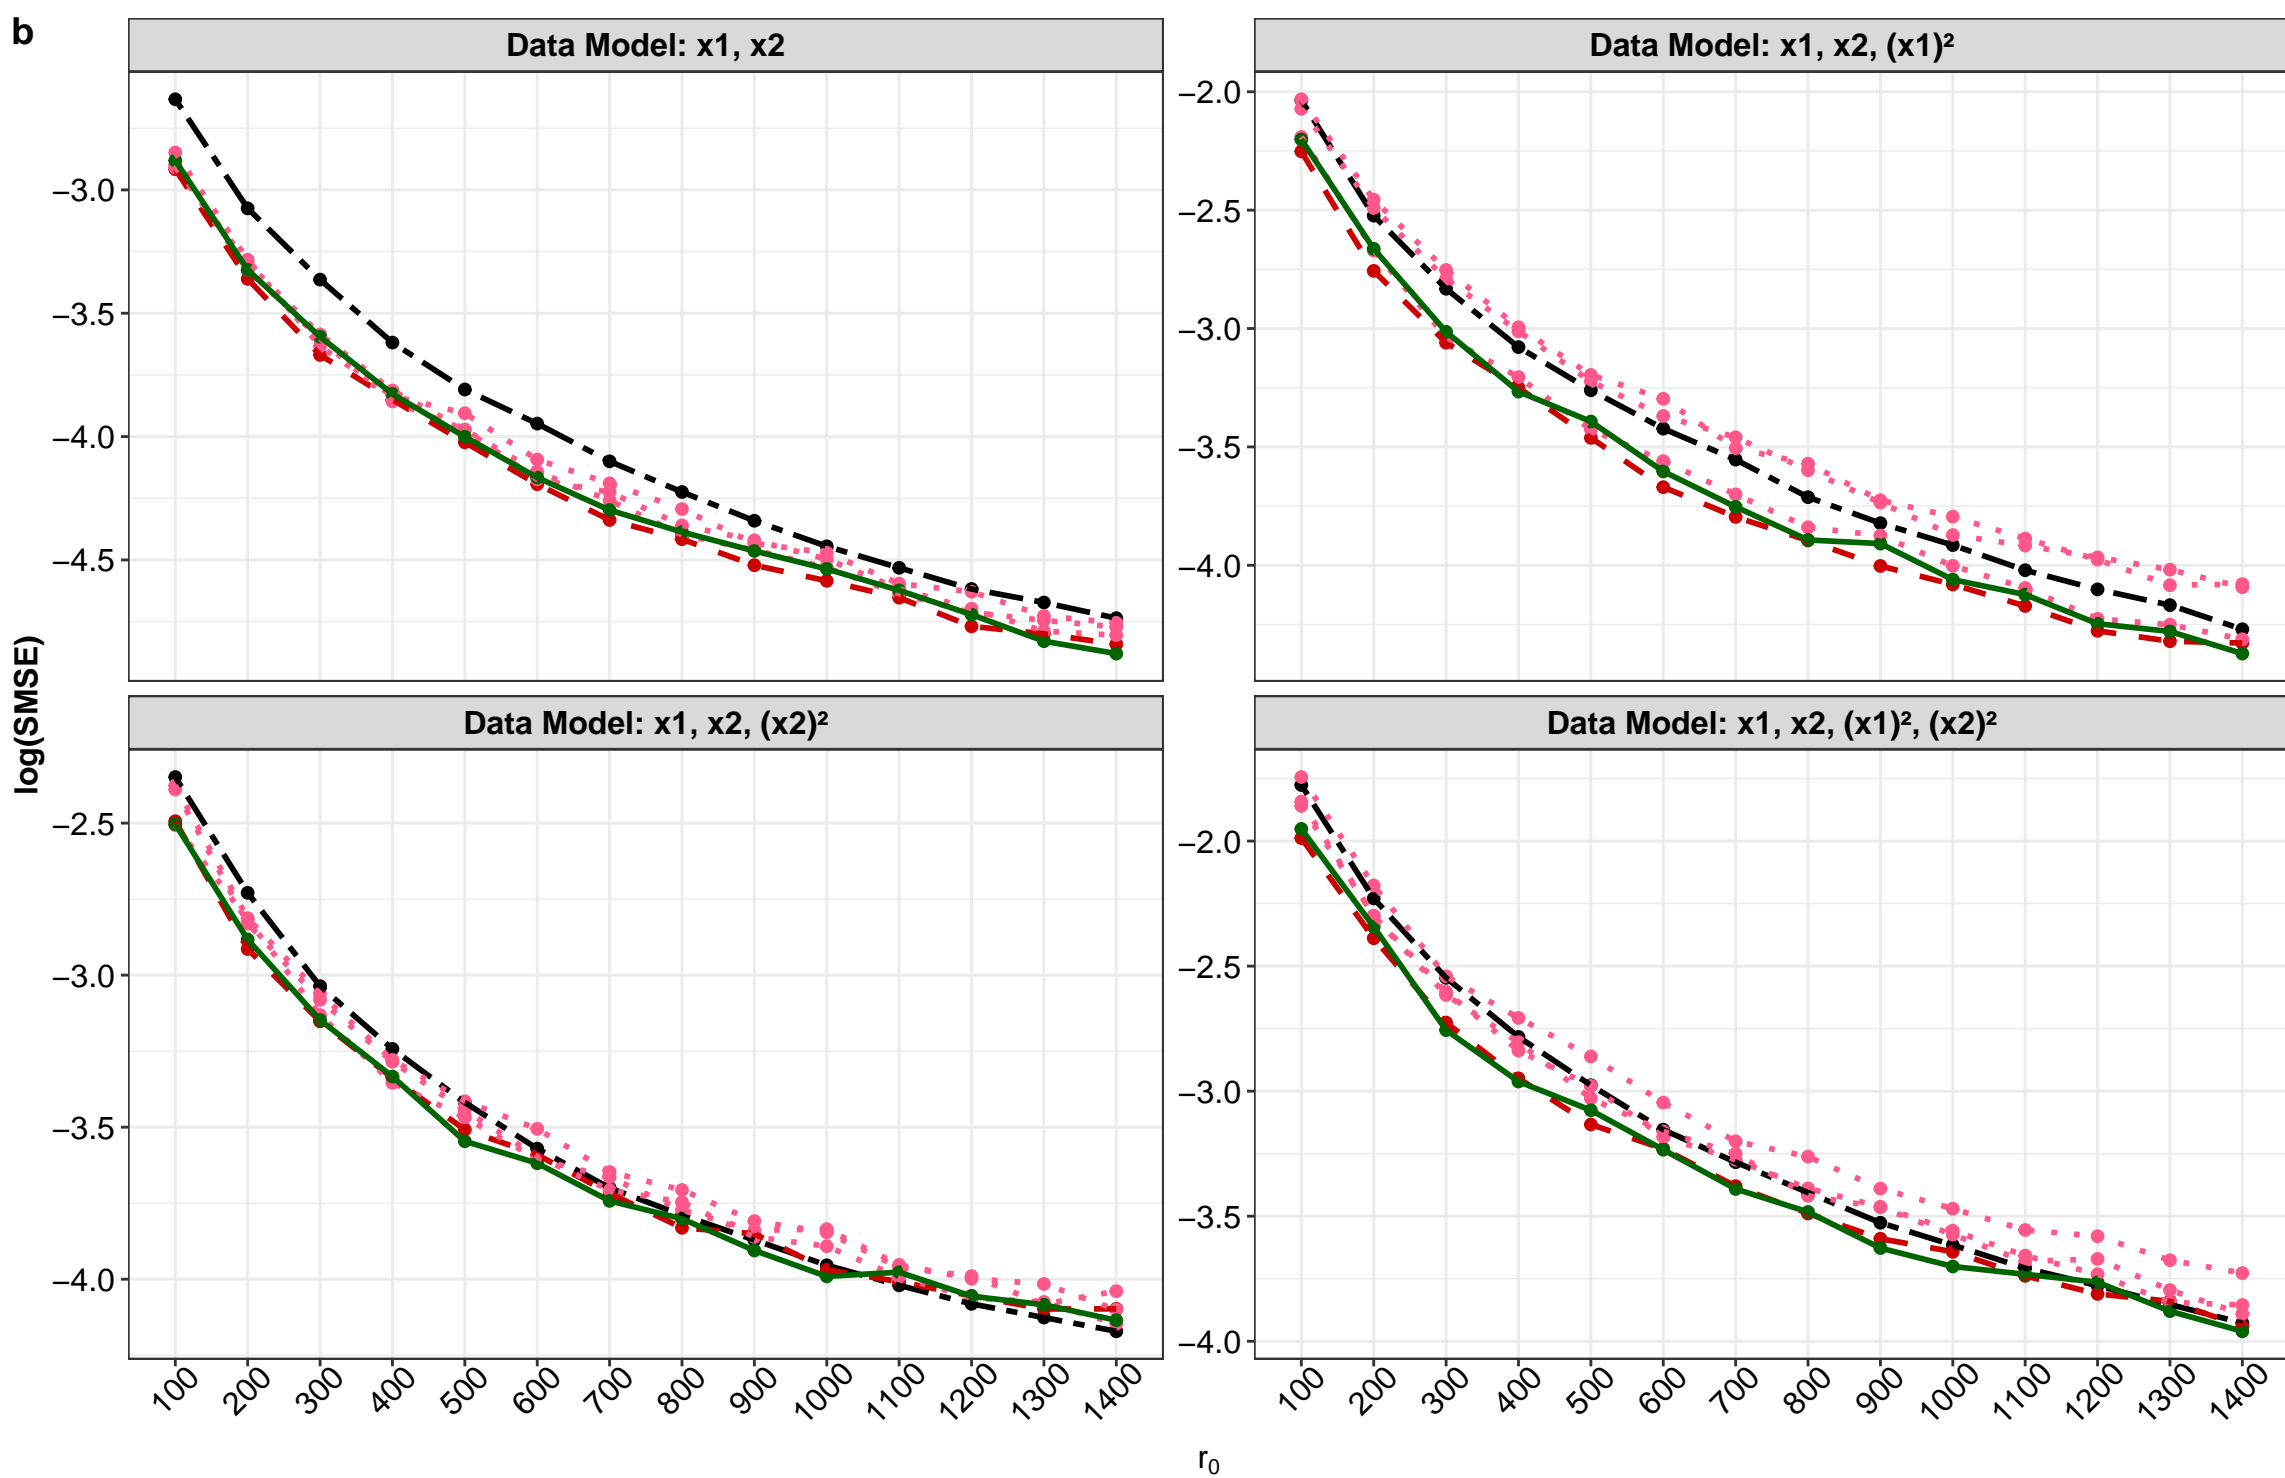 b
Data Model: x1, x2
Data Model: x1, x2, (x1)²
−3.0
−3.5
−4.0
−4.5
−2.0
−2.5
−3.0
−3.5
−4.0
log(SMSE)
Data Model: x1, x2, (x2)²
Data Model: x1, x2, (x1)², (x2)²
−2.5
−3.0
−3.5
−4.0
−2.0
−2.5
−3.0
−3.5
−4.0
100 200 300 400 500 600 700 800 900 1000 1100 1200 1300 1400
100 200 300 400 500 600 700 800 900 1000 1100 1200 1300 1400
r₀